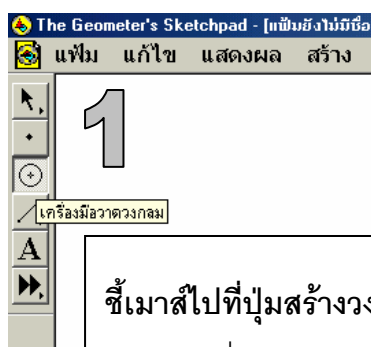 The Geometer's Sketchpad - [แฟ้มยังไม่มีชื่อ
แฟ้ม แก้ไข แสดงผล สร้าง
1
เครื่องมือวาดวงกลม
A
ชี้เมาส์ไปที่ปุ่มสร้างวง